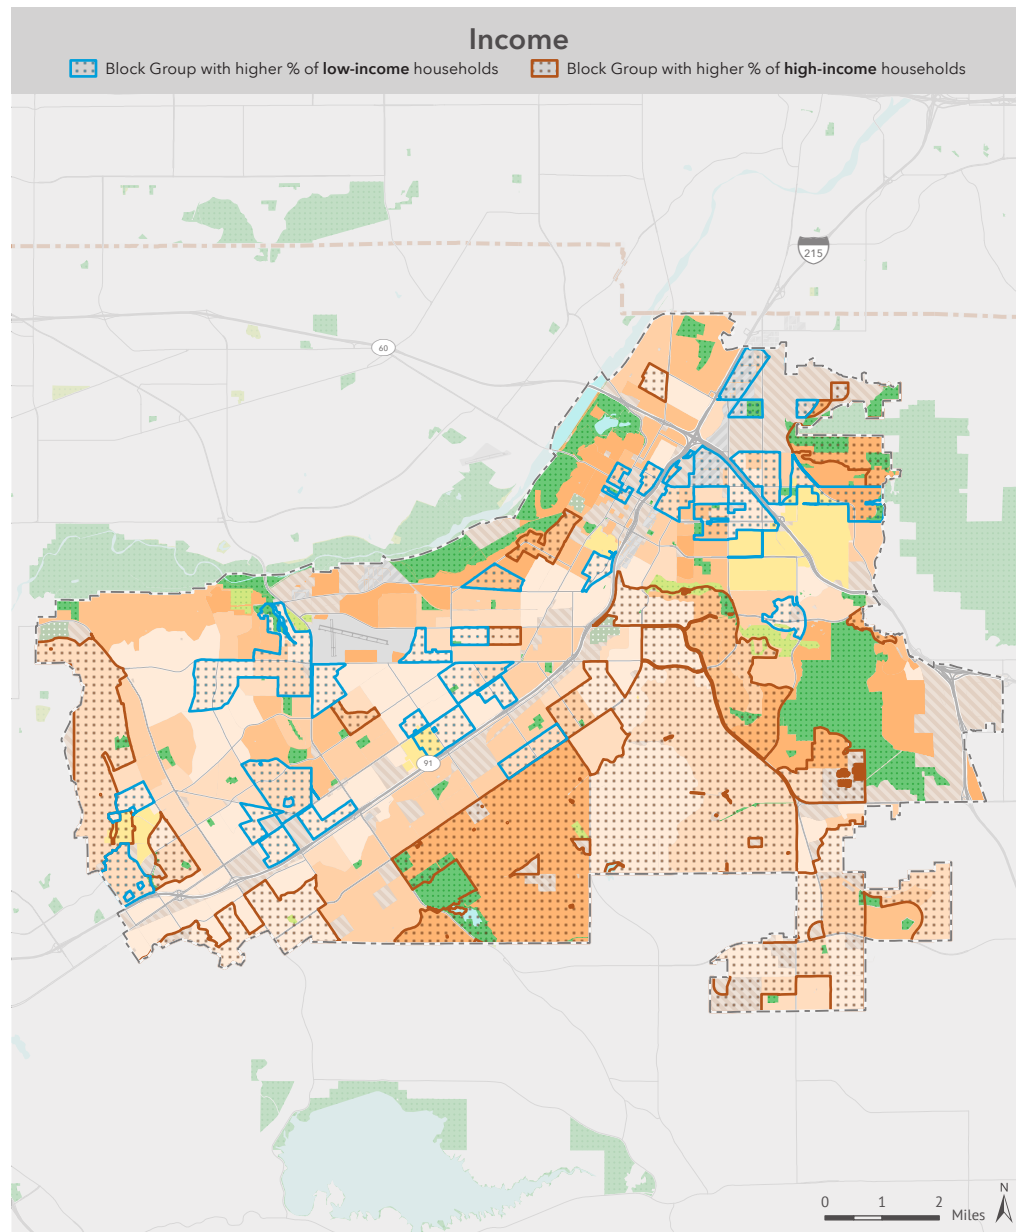 Income
Block Group with higher % of low-income households
Block Group with higher % of high-income households
215
60
91
N
0 1 2
Miles